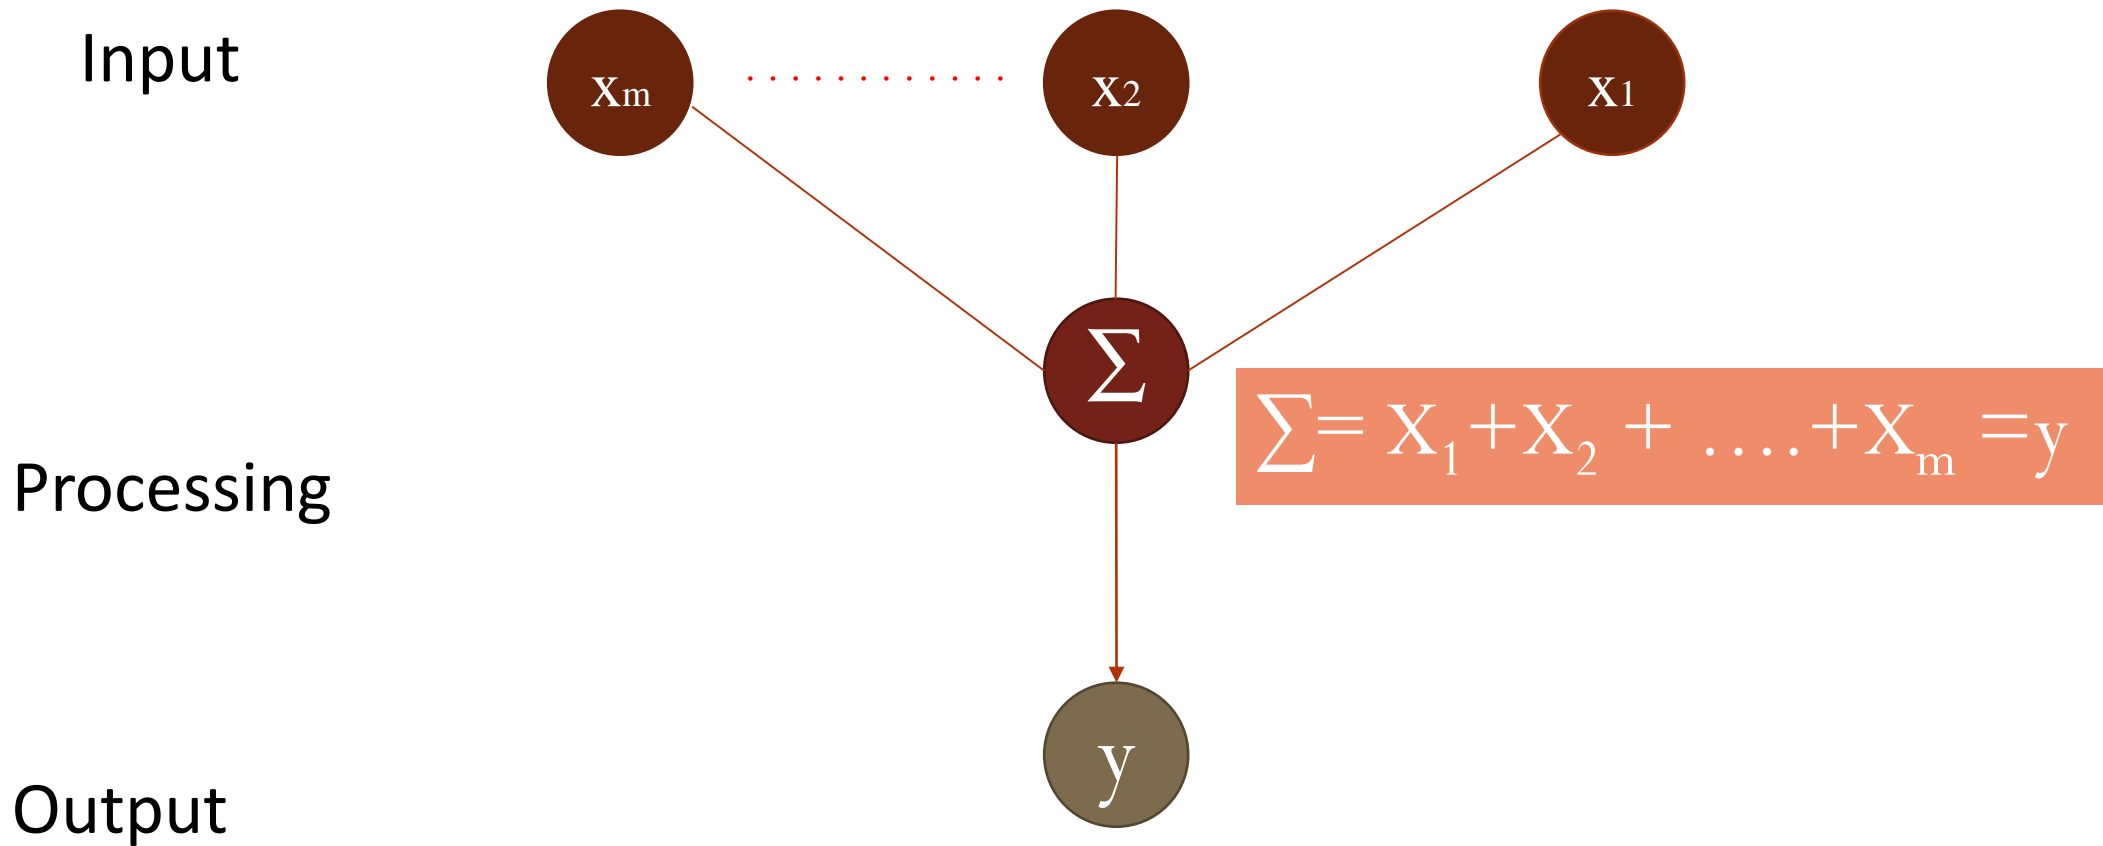 Input
xm ........... x2 x1
∑
∑= X1+X2 + ....+Xm =y
Processing
y
Output